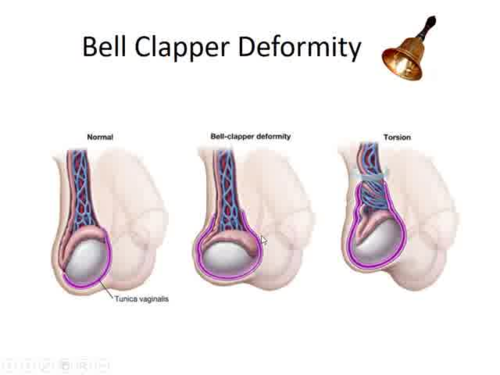 Bell Clapper Deformity
Normal
Bell-clapper deformity
Torsion
Tunica vaginalis